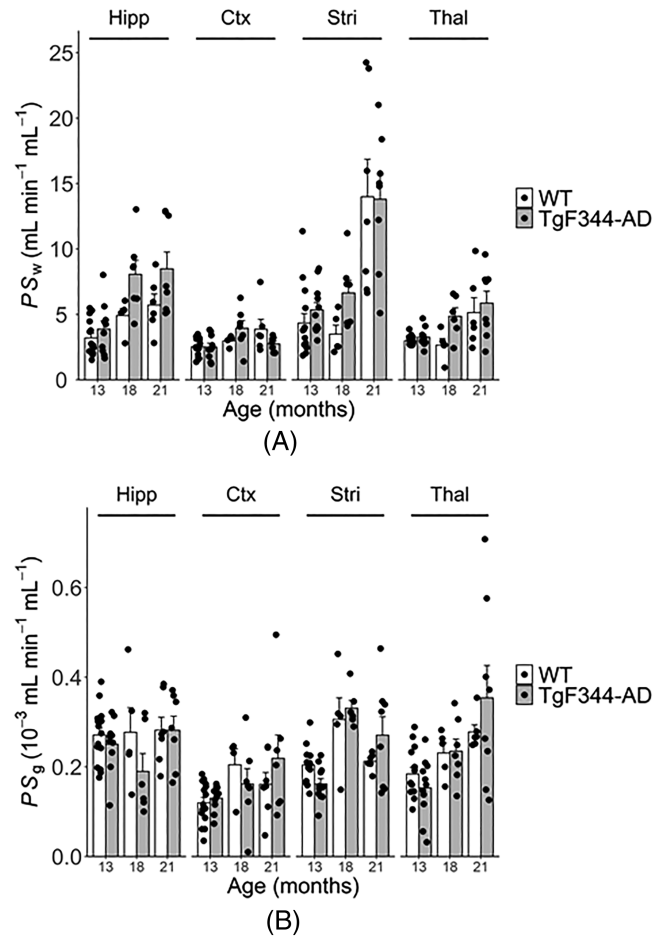 Hipp Ctx Stri Thal
25
20
15
10
5
0
PSw (mL min−1 mL−1)
WT
TgF344-AD
13 18 21 13 18 21 13 18 21 13 18 21
Age (months)
(A)
Hipp Ctx Stri Thal
0.6
0.4
0.2
0.0
PSg (10−3 mL min−1 mL−1)
WT
TgF344-AD
13 18 21 13 18 21 13 18 21 13 18 21
Age (months)
(B)